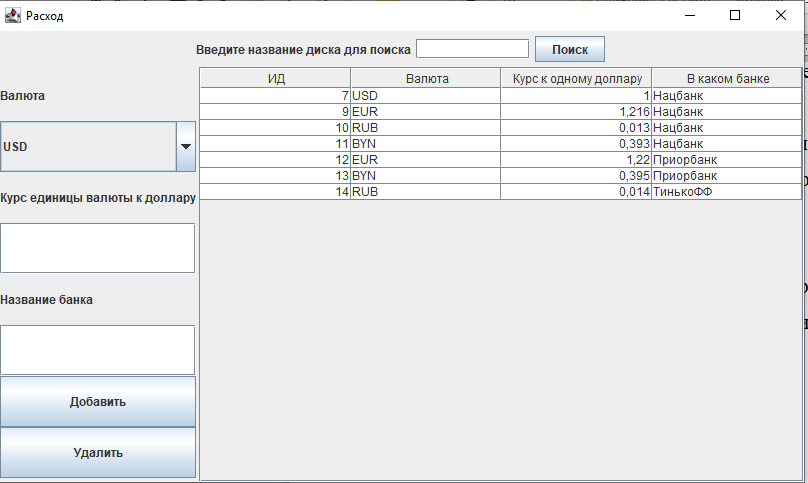 Расход
Введите название диска для поиска Поиск
Валюта
USD
Курс единицы валюты к доллару
Название банка
Добавить
Удалить
ИД Валюта Курс к одному доллару В каком банке
7 USD 1 Нацбанк
9 EUR 1,216 Нацбанк
10 RUB 0,013 Нацбанк
11 BYN 0,393 Нацбанк
12 EUR 1,22 Приорбанк
13 BYN 0,395 Приорбанк
14 RUB 0,014 ТинькоФФ